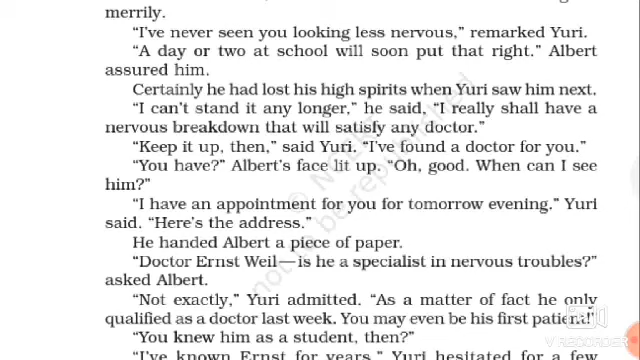 merrily.
"I've never seen you looking less nervous," remarked Yuri.
"A day or two at school will soon put that right." Albert
assured him.
Certainly he had lost his high spirits when Yuri saw him next.
"I can't stand it any longer," he said, "I really shall have a
nervous breakdown that will satisfy any doctor."
"Keep it up, then," said Yuri. "I've found a doctor for you."
"You have?" Albert's face lit up. "Oh, good. When can I see
him?"
"I have an appointment for you for tomorrow evening." Yuri
said. "Here's the address."
He handed Albert a piece of paper.
"Doctor Ernst Weil — is he a specialist in nervous troubles?"
asked Albert.
"Not exactly," Yuri admitted. "As a matter of fact he only
qualified as a doctor last week. You may even be his first patient!"
"You knew him as a student, then?"
"I've known Ernst for years." Yuri hesitated for a few
© NCERT
not to be republished
V RECORDER